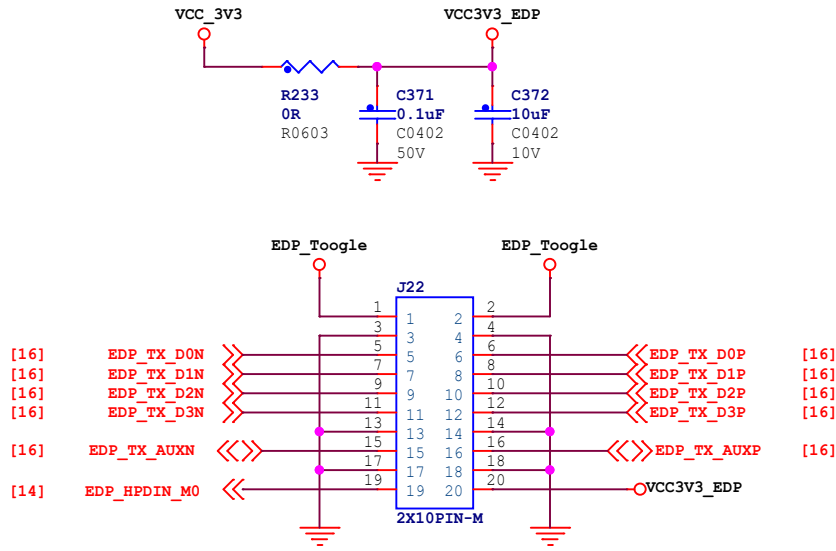 VCC_3V3 VCC3V3_EDP
R233 C371 C372
0R 0.1uF 10uF
R0603 C0402 C0402
50V 10V
EDP_Toogle EDP_Toogle
J22
1 1 2 2
3 3 4 4
[16] EDP_TX_D0N 5 5 6 6 EDP_TX_D0P [16]
[16] EDP_TX_D1N 7 7 8 8 EDP_TX_D1P [16]
[16] EDP_TX_D2N 9 9 10 10 EDP_TX_D2P [16]
[16] EDP_TX_D3N 11 11 12 12 EDP_TX_D3P [16]
13 13 14 14
[16] EDP_TX_AUXN 15 15 16 16 EDP_TX_AUXP [16]
17 17 18 18
[14] EDP_HPDIN_M0 19 19 20 20 VCC3V3_EDP
2X10PIN-M